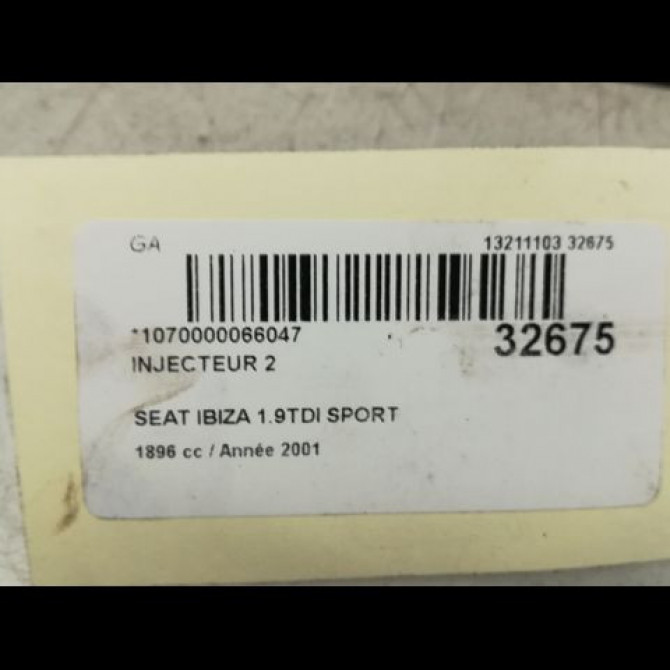 GA 13211103 32675
*1070000066047 32675
INJECTEUR 2
SEAT IBIZA 1.9TDI SPORT
1896 cc / Année 2001